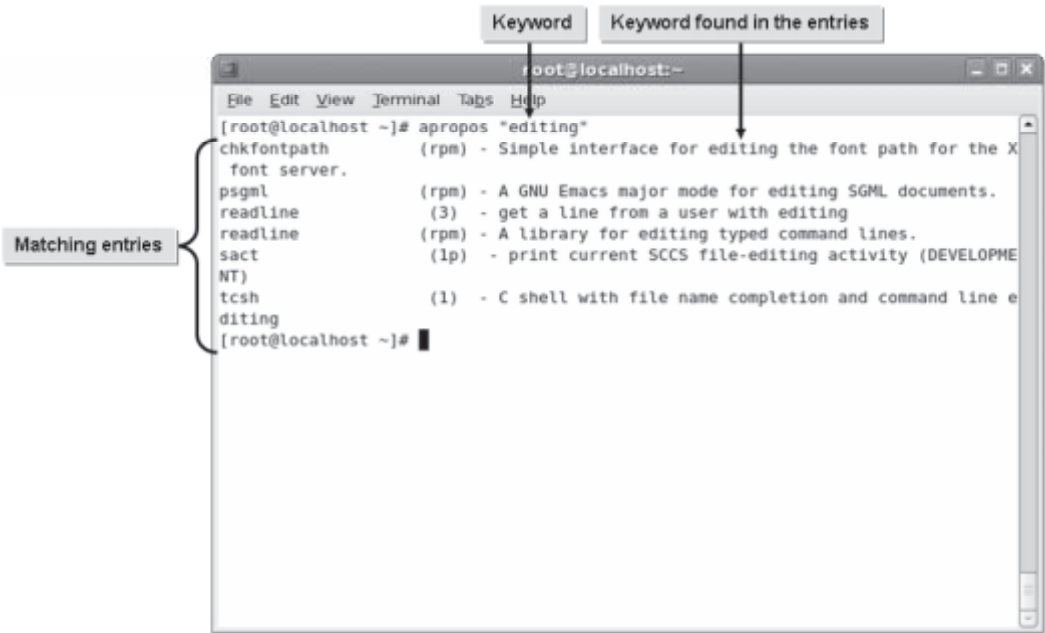 Keyword
Keyword found in the entries
root@localhost:~
File Edit View Terminal Tabs Help
[root@localhost ~]# apropos "editing"
chkfontpath (rpm) - Simple interface for editing the font path for the X
font server.
psgml (rpm) - A GNU Emacs major mode for editing SGML documents.
readline (3) - get a line from a user with editing
readline (rpm) - A library for editing typed command lines.
Matching entries
sact (1p) - print current SCCS file-editing activity (DEVELOPME
NT)
tcsh (1) - C shell with file name completion and command line e
diting
[root@localhost ~]#